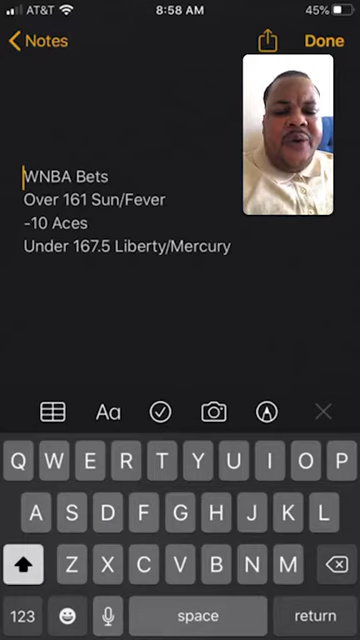 AT&T 8:58 AM 45%
Notes Done
WNBA Bets
Over 161 Sun/Fever
-10 Aces
Under 167.5 Liberty/Mercury
Aa
Q W E R T Y U I O P
A S D F G H J K L
Z X C V B N M
123 space return